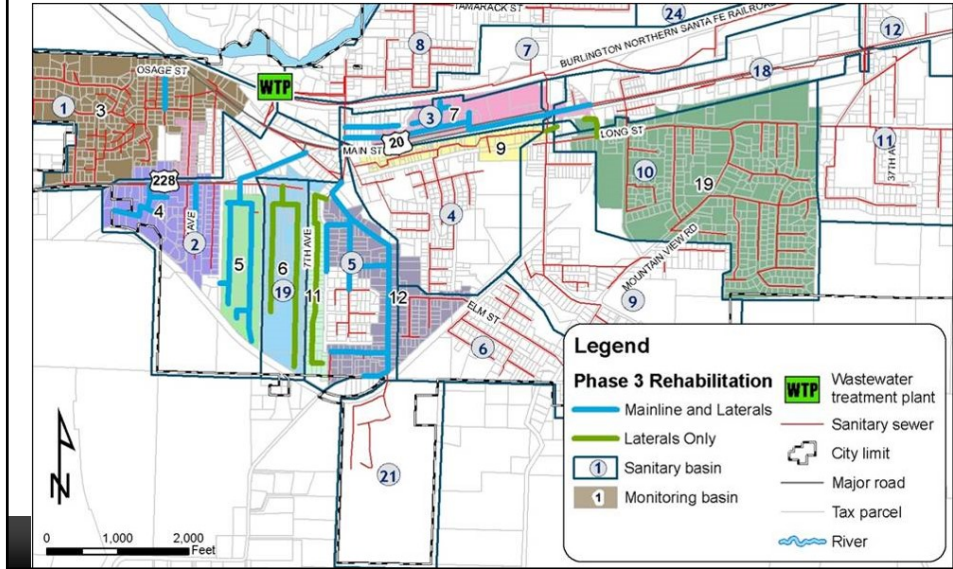 TAMARACK ST
24
12
8
7
BURLINGTON NORTHERN SANTA FE RAILROAD
18
OSAGE ST
WTP
1
3
3
7
20
MAIN ST
LONG ST
9
11
37TH AV
10
19
228
4
AVE
2
4
5
6
19
7TH AVE
11
5
12
MOUNTAIN VIEW RD
9
ELM ST
6
21
N
0 1,000 2,000
Feet
Legend
Phase 3 Rehabilitation
Mainline and Laterals
Laterals Only
1 Sanitary basin
1 Monitoring basin
WTP Wastewater
treatment plant
Sanitary sewer
City limit
Major road
Tax parcel
River